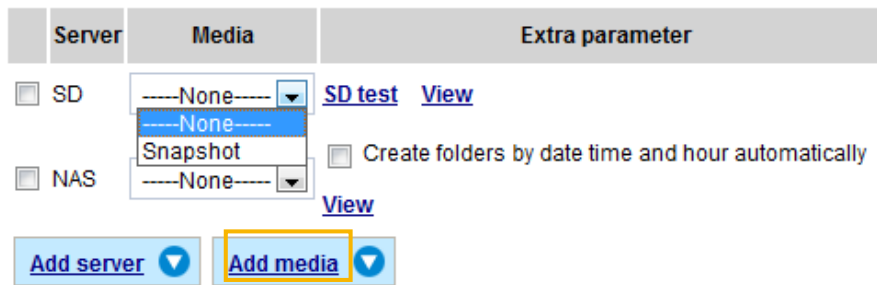 Server Media Extra parameter
SD -----None----- SD test View
-----None-----
Snapshot
Create folders by date time and hour automatically
NAS -----None-----
View
Add server Add media